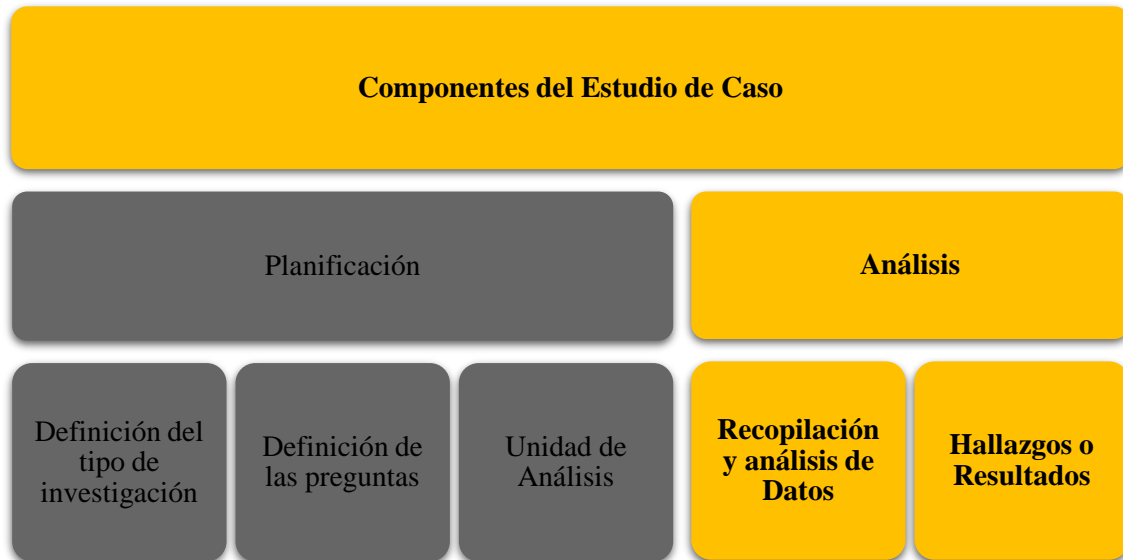 Componentes del Estudio de Caso
Planificación
Análisis
Definición del
tipo de
investigación
Definición de
las preguntas
Unidad de
Análisis
Recopilación
y análisis de
Datos
Hallazgos o
Resultados